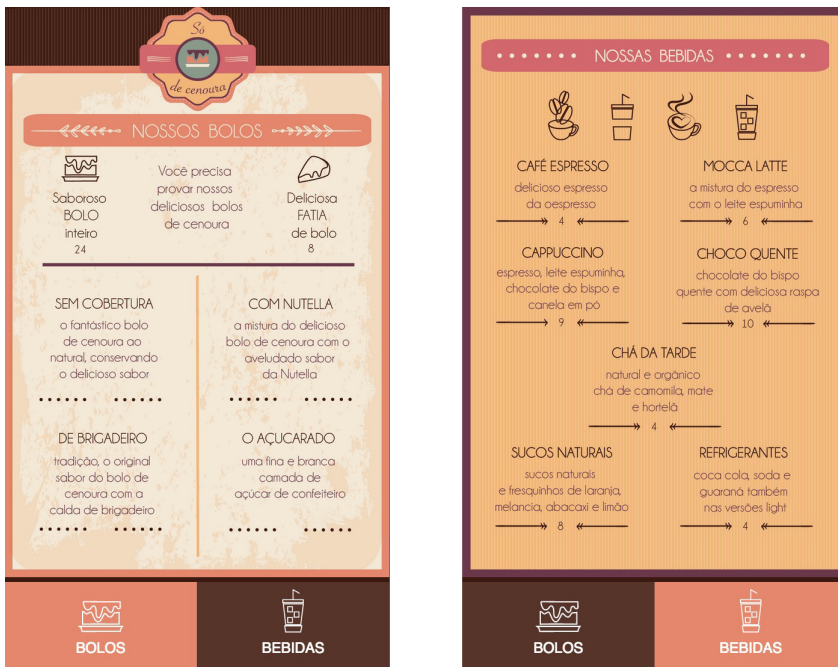 Só
de cenoura
NOSSOS BOLOS
Saboroso
BOLO
inteiro
24
Você precisa
provar nossos
deliciosos bolos
de cenoura
Deliciosa
FATIA
de bolo
8
SEM COBERTURA
o fantástico bolo
de cenoura ao
natural, conservando
o delicioso sabor
COM NUTELLA
a mistura do delicioso
bolo de cenoura com o
aveludado sabor
da Nutella
DE BRIGADEIRO
tradição, o original
sabor do bolo de
cenoura com a
calda de brigadeiro
O AÇUCARADO
uma fina e branca
camada de
açúcar de confeiteiro
BOLOS
BEBIDAS
NOSSAS BEBIDAS
CAFÉ ESPRESSO
delicioso espresso
da oespresso
4
MOCCA LATTE
a mistura do espresso
com o leite espuminha
6
CAPPUCCINO
espresso, leite espuminha,
chocolate do bispo e
canela em pó
9
CHOCO QUENTE
chocolate do bispo
quente com deliciosa raspa
de avelã
10
CHÁ DA TARDE
natural e orgânico
chá de camomila, mate
e hortelã
4
SUCOS NATURAIS
sucos naturais
e fresquinhos de laranja,
melancia, abacaxi e limão
8
REFRIGERANTES
coca cola, soda e
guaraná também
nas versões light
4
BOLOS
BEBIDAS